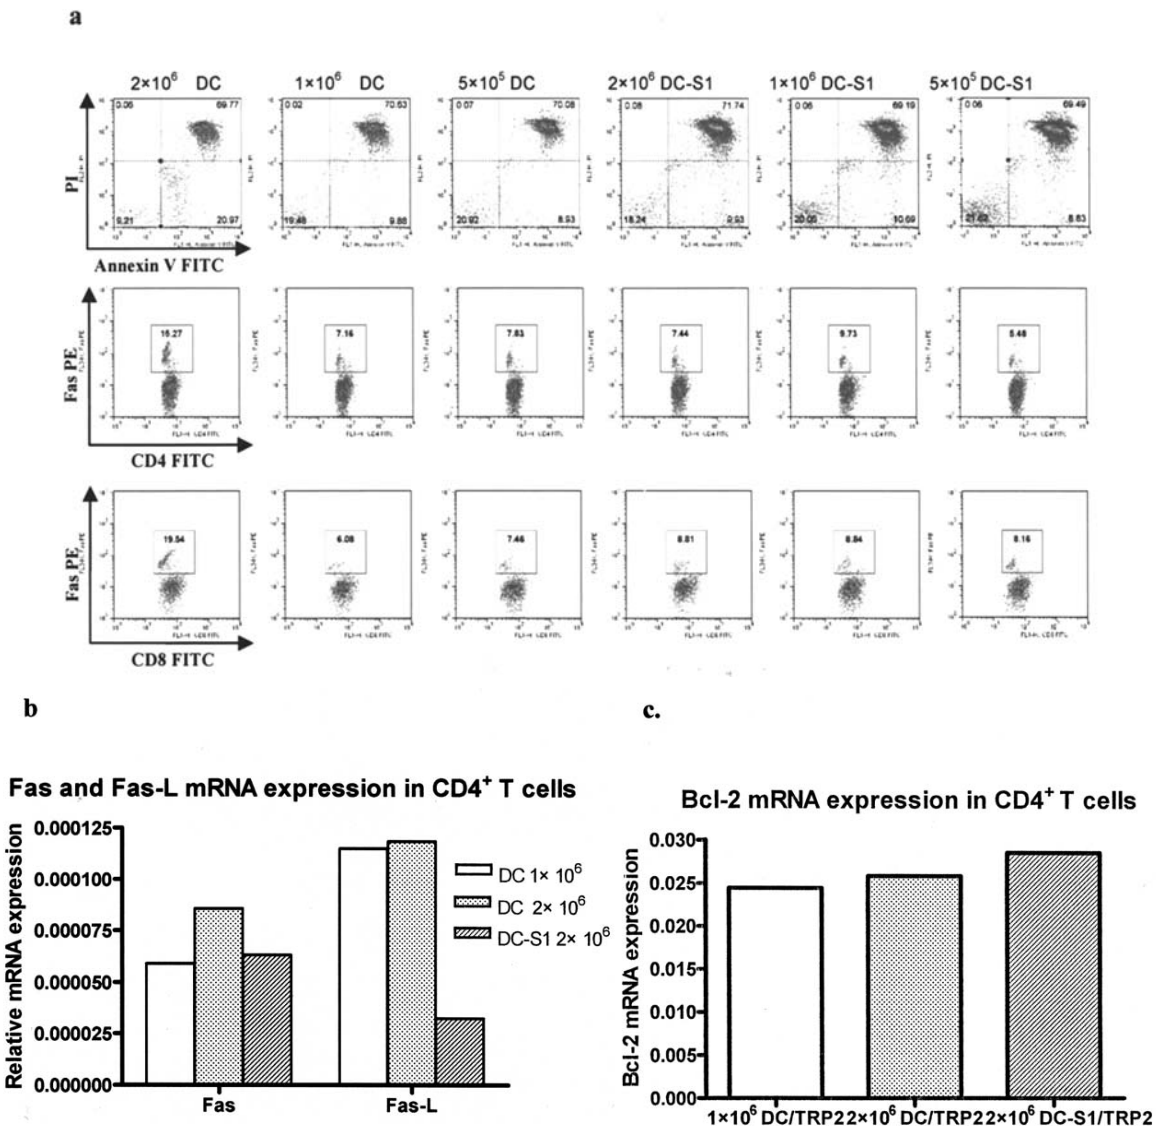 a
2×10⁶ DC 1×10⁶ DC 5×10⁵ DC 2×10⁶ DC-S1 1×10⁶ DC-S1 5×10⁵ DC-S1
0.06 69.77 0.02 70.53 0.07 70.08 0.08 71.74 0.06 69.19 0.06 69.49
PI
9.21 20.97 19.48 9.88 20.92 8.93 18.24 9.93 10.69 8.83
Annexin V FITC
16.27 7.16 7.83 7.44 9.73 5.48
Fas PE
CD4 FITC
19.54 6.08 7.46 8.81 8.84 8.16
Fas PE
CD8 FITC
b
c.
Fas and Fas-L mRNA expression in CD4⁺ T cells
Relative mRNA expression
0.000125
0.000100
0.000075
0.000050
0.000025
0.000000
Fas Fas-L
DC 1× 10⁶
DC 2× 10⁶
DC-S1 2× 10⁶
Bcl-2 mRNA expression in CD4⁺ T cells
Bcl-2 mRNA expression
0.030
0.025
0.020
0.015
0.010
0.005
0.000
1×10⁶ DC/TRP2 2×10⁶ DC/TRP2 2×10⁶ DC-S1/TRP2